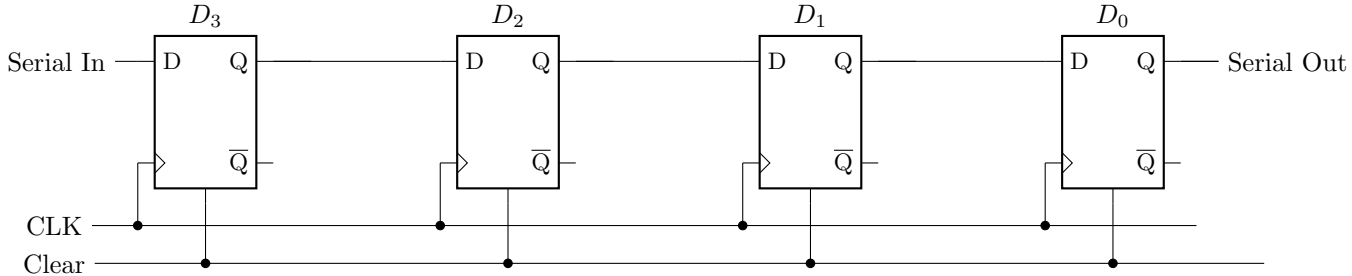 D₃ D₂ D₁ D₀
Serial In D Q D Q D Q D Q Serial Out
Q̅ Q̅ Q̅ Q̅
CLK
Clear